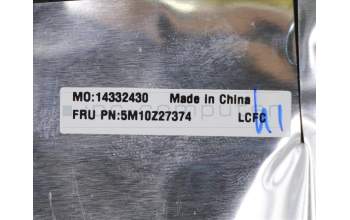 MO:14332430 Made in China
FRU PN:5M10Z27374 LCFC